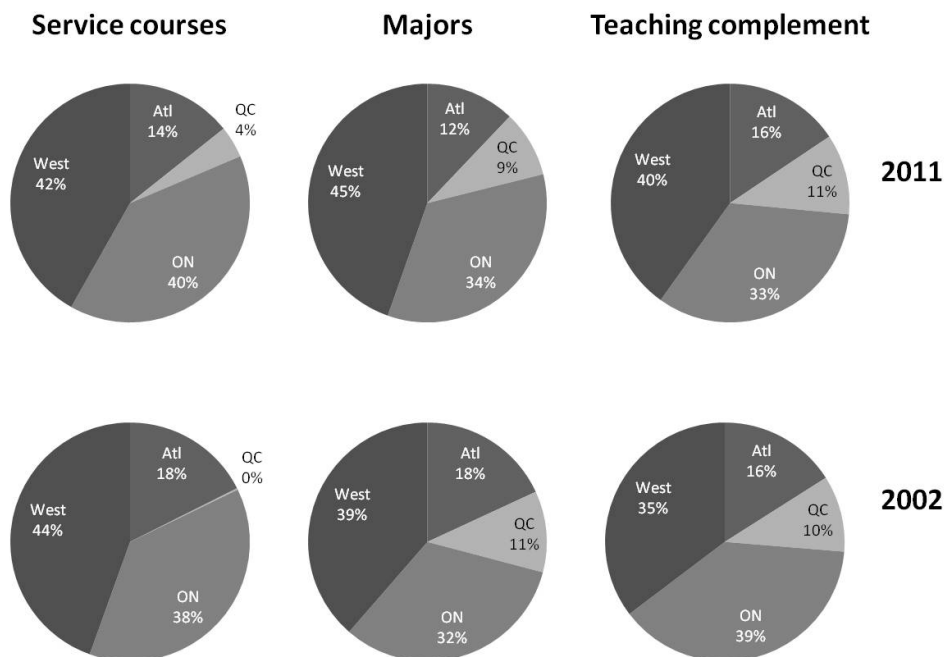 Service courses
Majors
Teaching complement
Atl
14%
QC
4%
West
42%
ON
40%
Atl
12%
QC
9%
West
45%
ON
34%
Atl
16%
QC
11%
West
40%
ON
33%
2011
Atl
18%
QC
0%
West
44%
ON
38%
Atl
18%
QC
11%
West
39%
ON
32%
Atl
16%
QC
10%
West
35%
ON
39%
2002